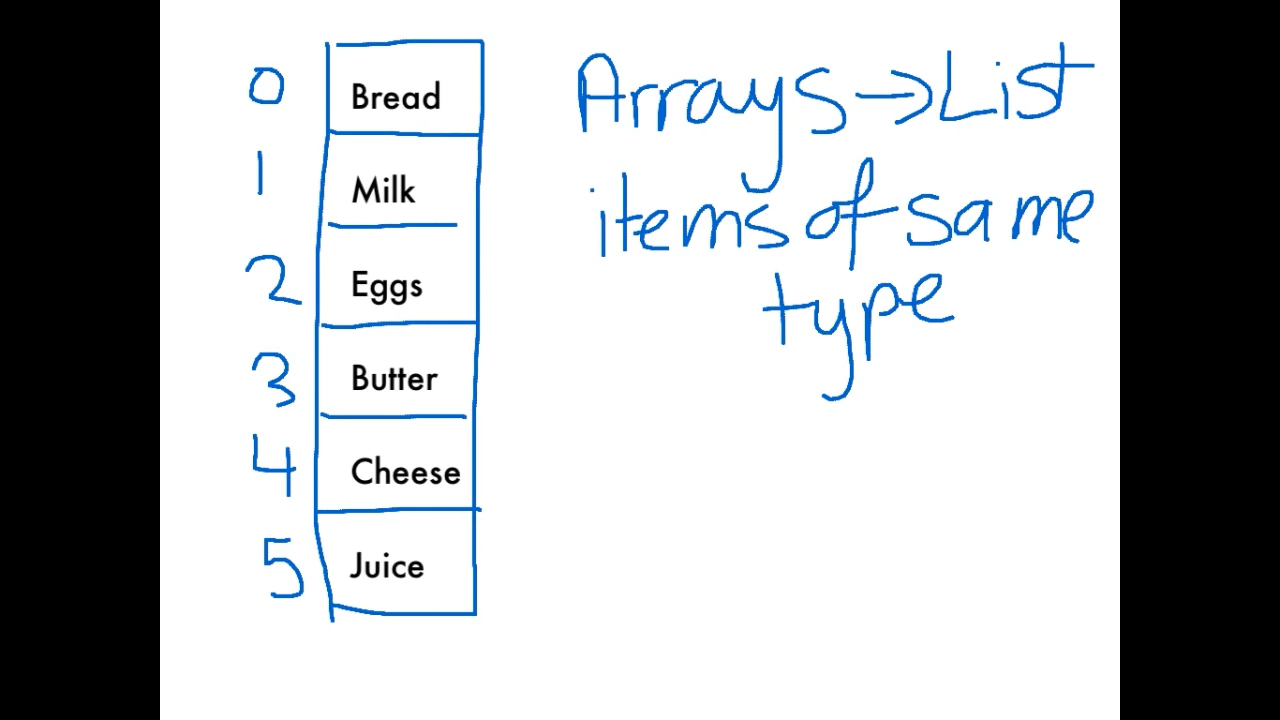 0 Bread
1 Milk
2 Eggs
3 Butter
4 Cheese
5 Juice
Arrays → List
items of same
type